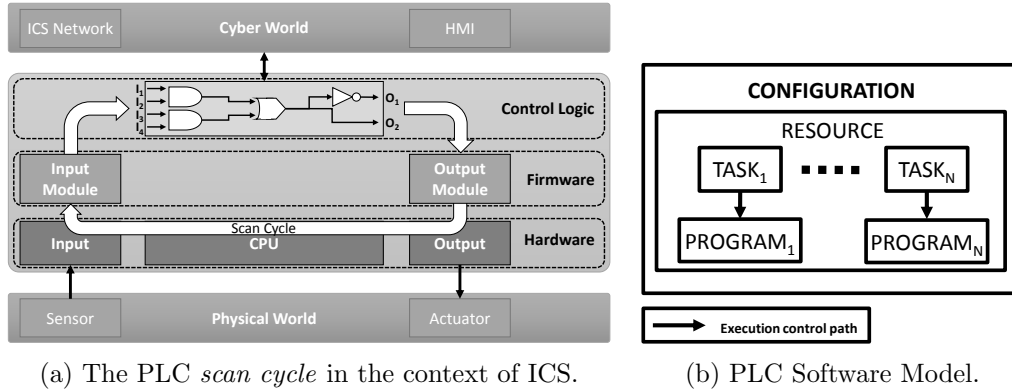 ICS Network
Cyber World
HMI
I1
I2
I3
I4
O1
O2
Control Logic
Input
Module
Output
Module
Firmware
Scan Cycle
Input
CPU
Output
Hardware
Sensor
Physical World
Actuator
(a) The PLC scan cycle in the context of ICS.
CONFIGURATION
RESOURCE
TASK1
TASKN
PROGRAM1
PROGRAMN
Execution control path
(b) PLC Software Model.